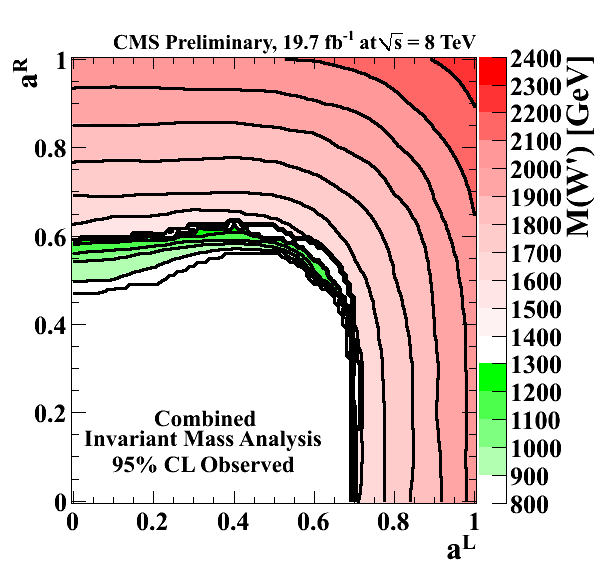 CMS Preliminary, 19.7 fb⁻¹ at √s = 8 TeV
aᴿ
1
0.8
0.6
0.4
0.2
0
Combined
Invariant Mass Analysis
95% CL Observed
0 0.2 0.4 0.6 0.8 1
aᴸ
2400
2300
2200
2100
2000
1900
1800
1700
1600
1500
1400
1300
1200
1100
1000
900
800
M(W') [GeV]